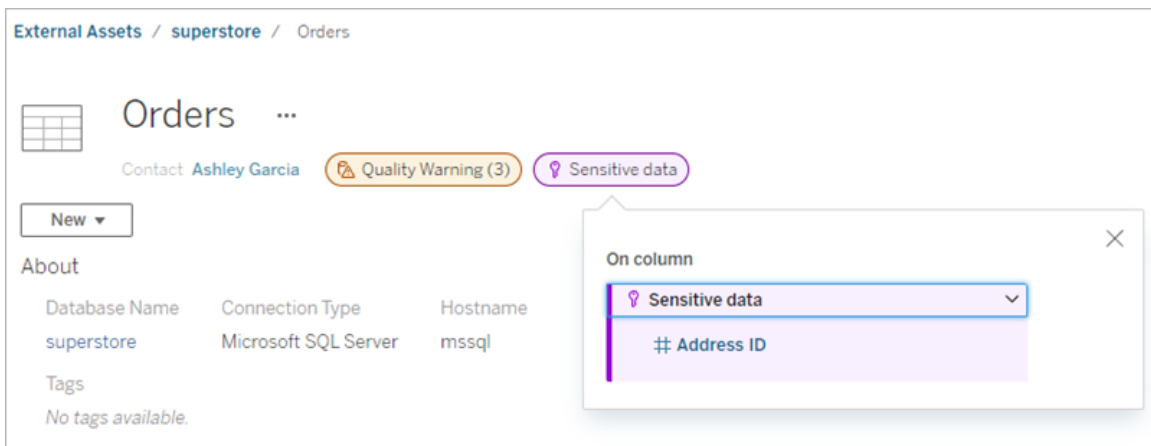 External Assets / superstore / Orders
Orders ...
Contact Ashley Garcia Quality Warning (3) Sensitive data
New
About
Database Name Connection Type Hostname
superstore Microsoft SQL Server mssql
Tags
No tags available.
On column
Sensitive data
# Address ID